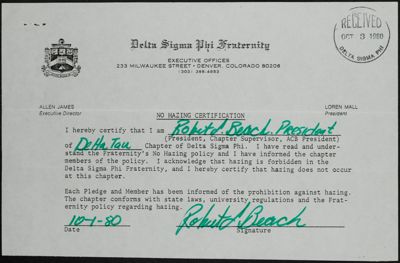 Delta Sigma Phi Fraternity
EXECUTIVE OFFICES
233 MILWAUKEE STREET • DENVER, COLORADO 80206
RECEIVED
OCT 3 1980
DELTA SIGMA PHI
ALLEN JAMES
Executive Director
LOREN MALL
President
NO HAZING CERTIFICATION
I hereby certify that I am Robert L. Beach, President
(President, Chapter Supervisor, ACB President)
of Delta Tau Chapter of Delta Sigma Phi. I have read and under-
stand the Fraternity's No Hazing policy and I have informed the chapter
members of the policy. I acknowledge that hazing is forbidden in the
Delta Sigma Phi Fraternity, and I hereby certify that hazing does not occur
at this chapter.
Each Pledge and Member has been informed of the prohibition against hazing.
The chapter conforms with state laws, university regulations and the Fra-
ternity policy regarding hazing.
10-1-80 Robert L. Beach
Date Signature